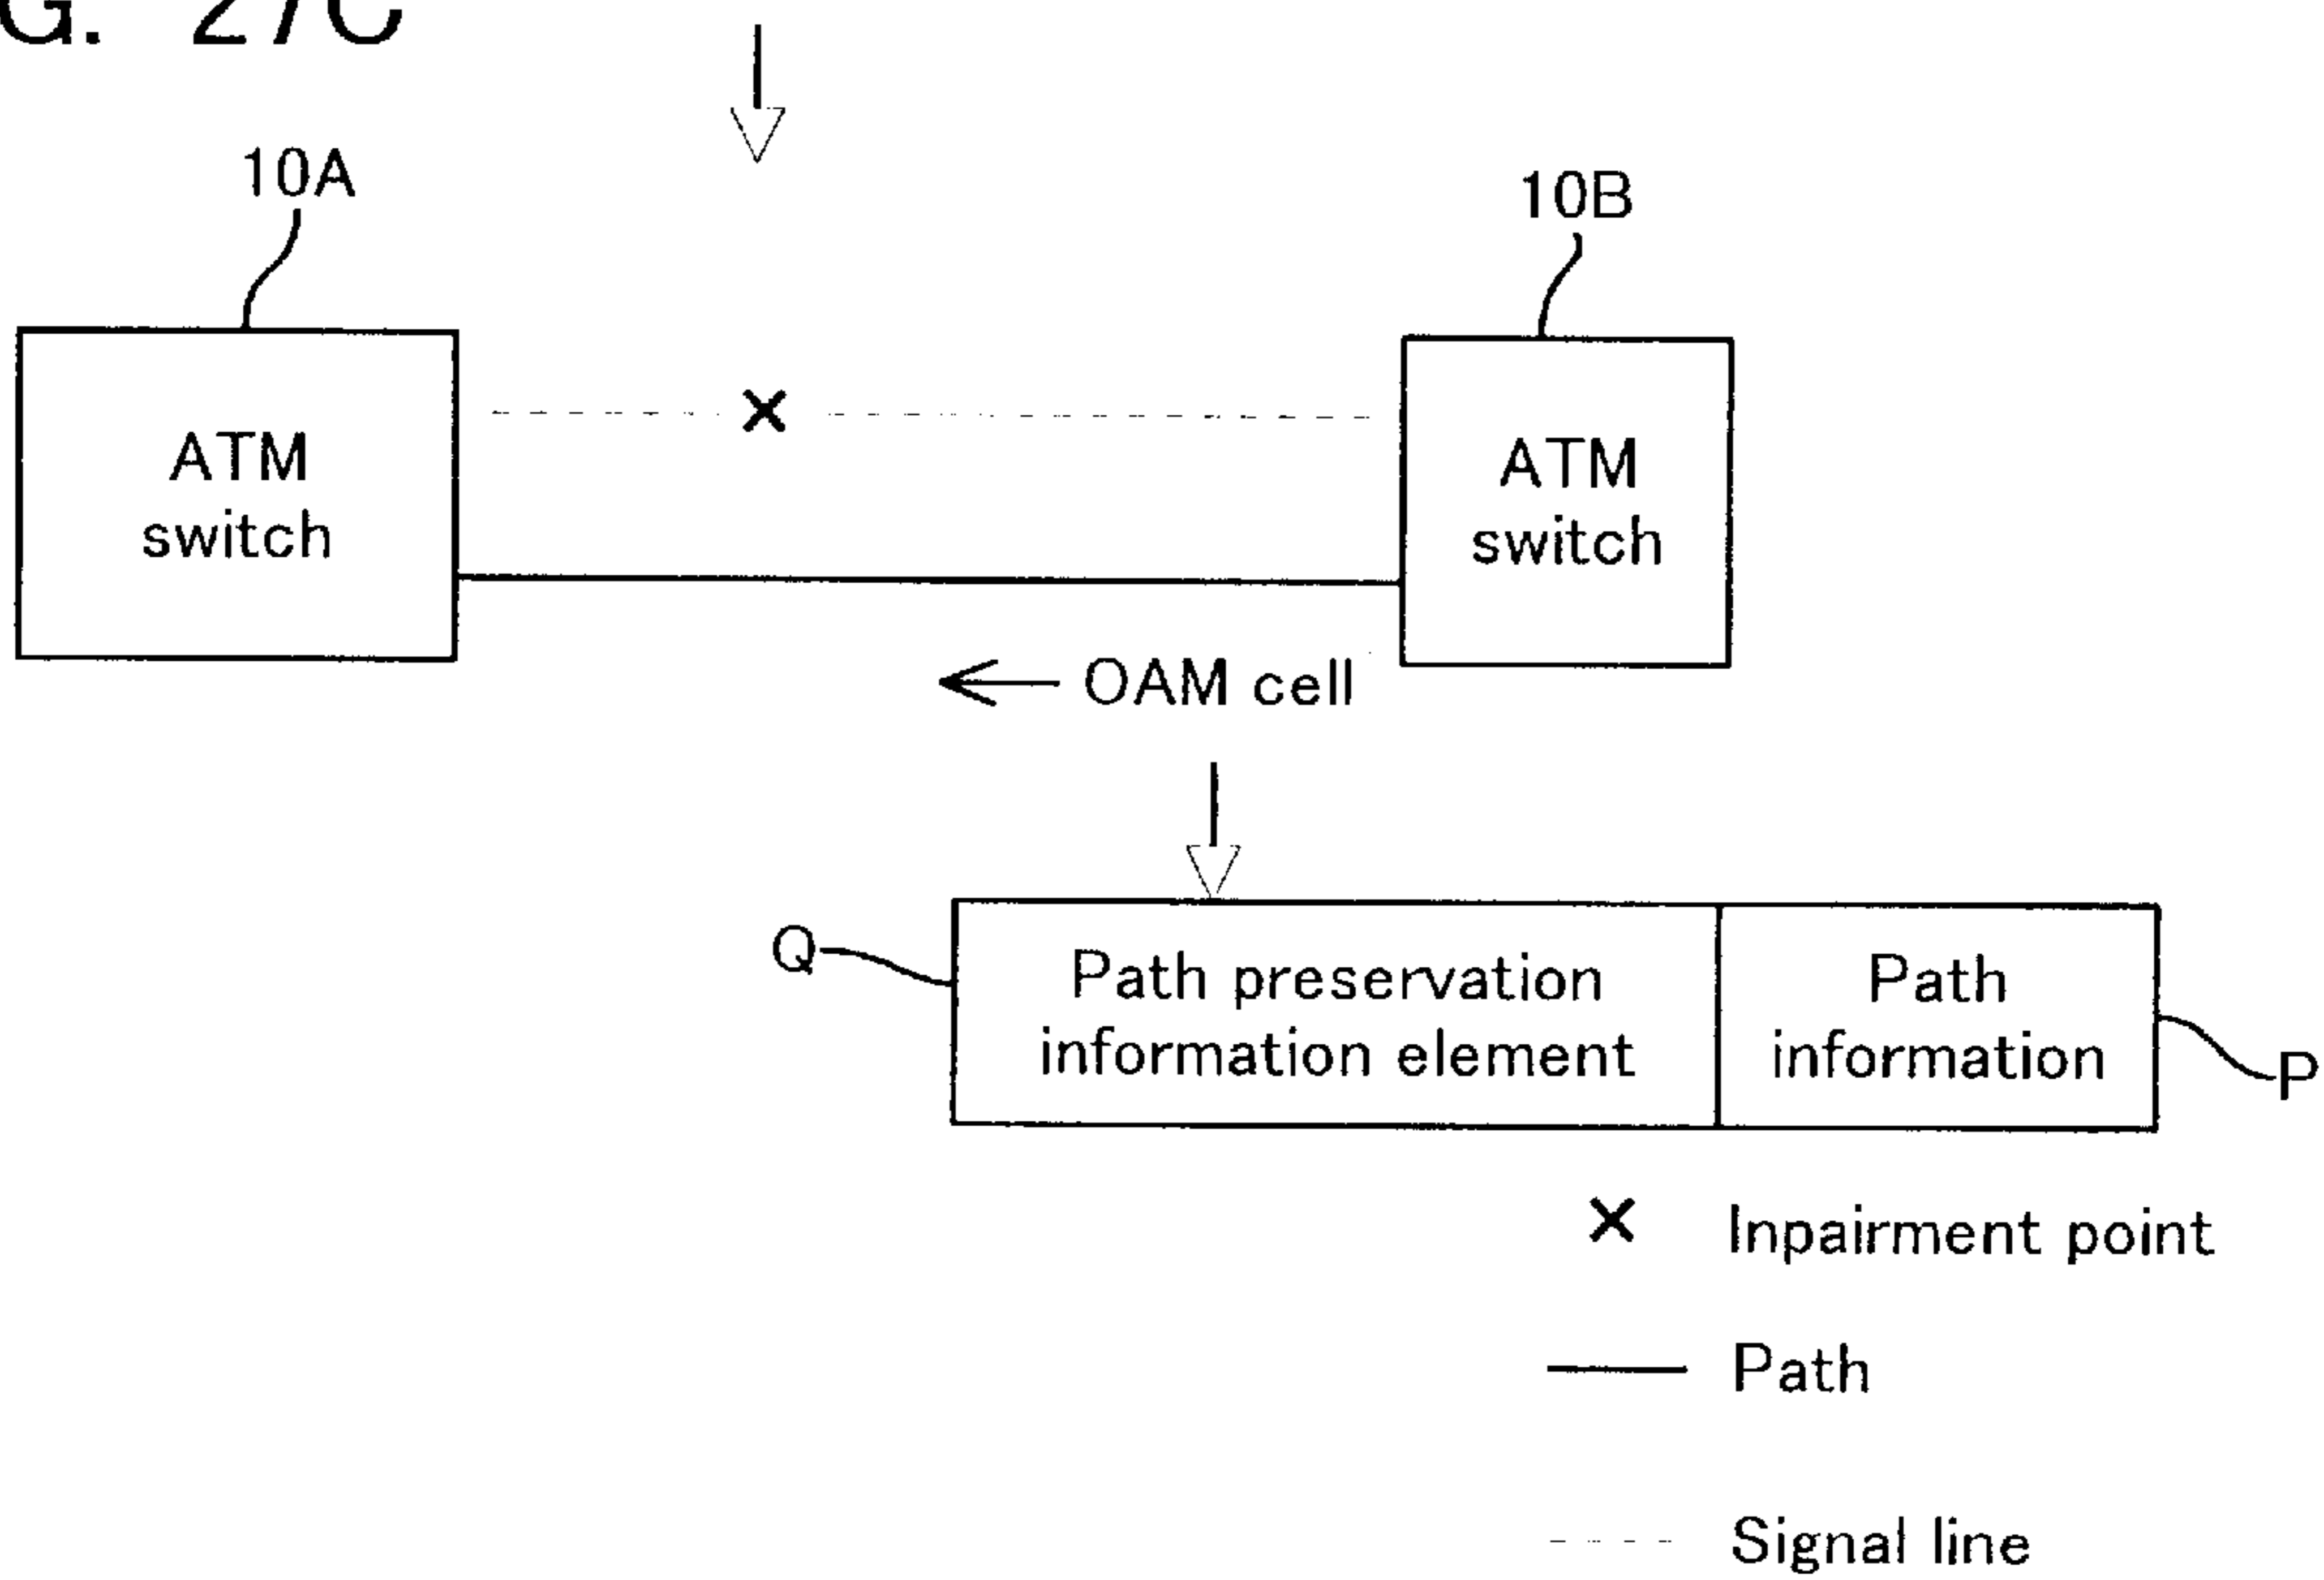 G. 27C
10A
10B
ATM
switch
ATM
switch
OAM cell
Q
Path preservation
information element
Path
information
P
Inpairment point
Path
Signal line